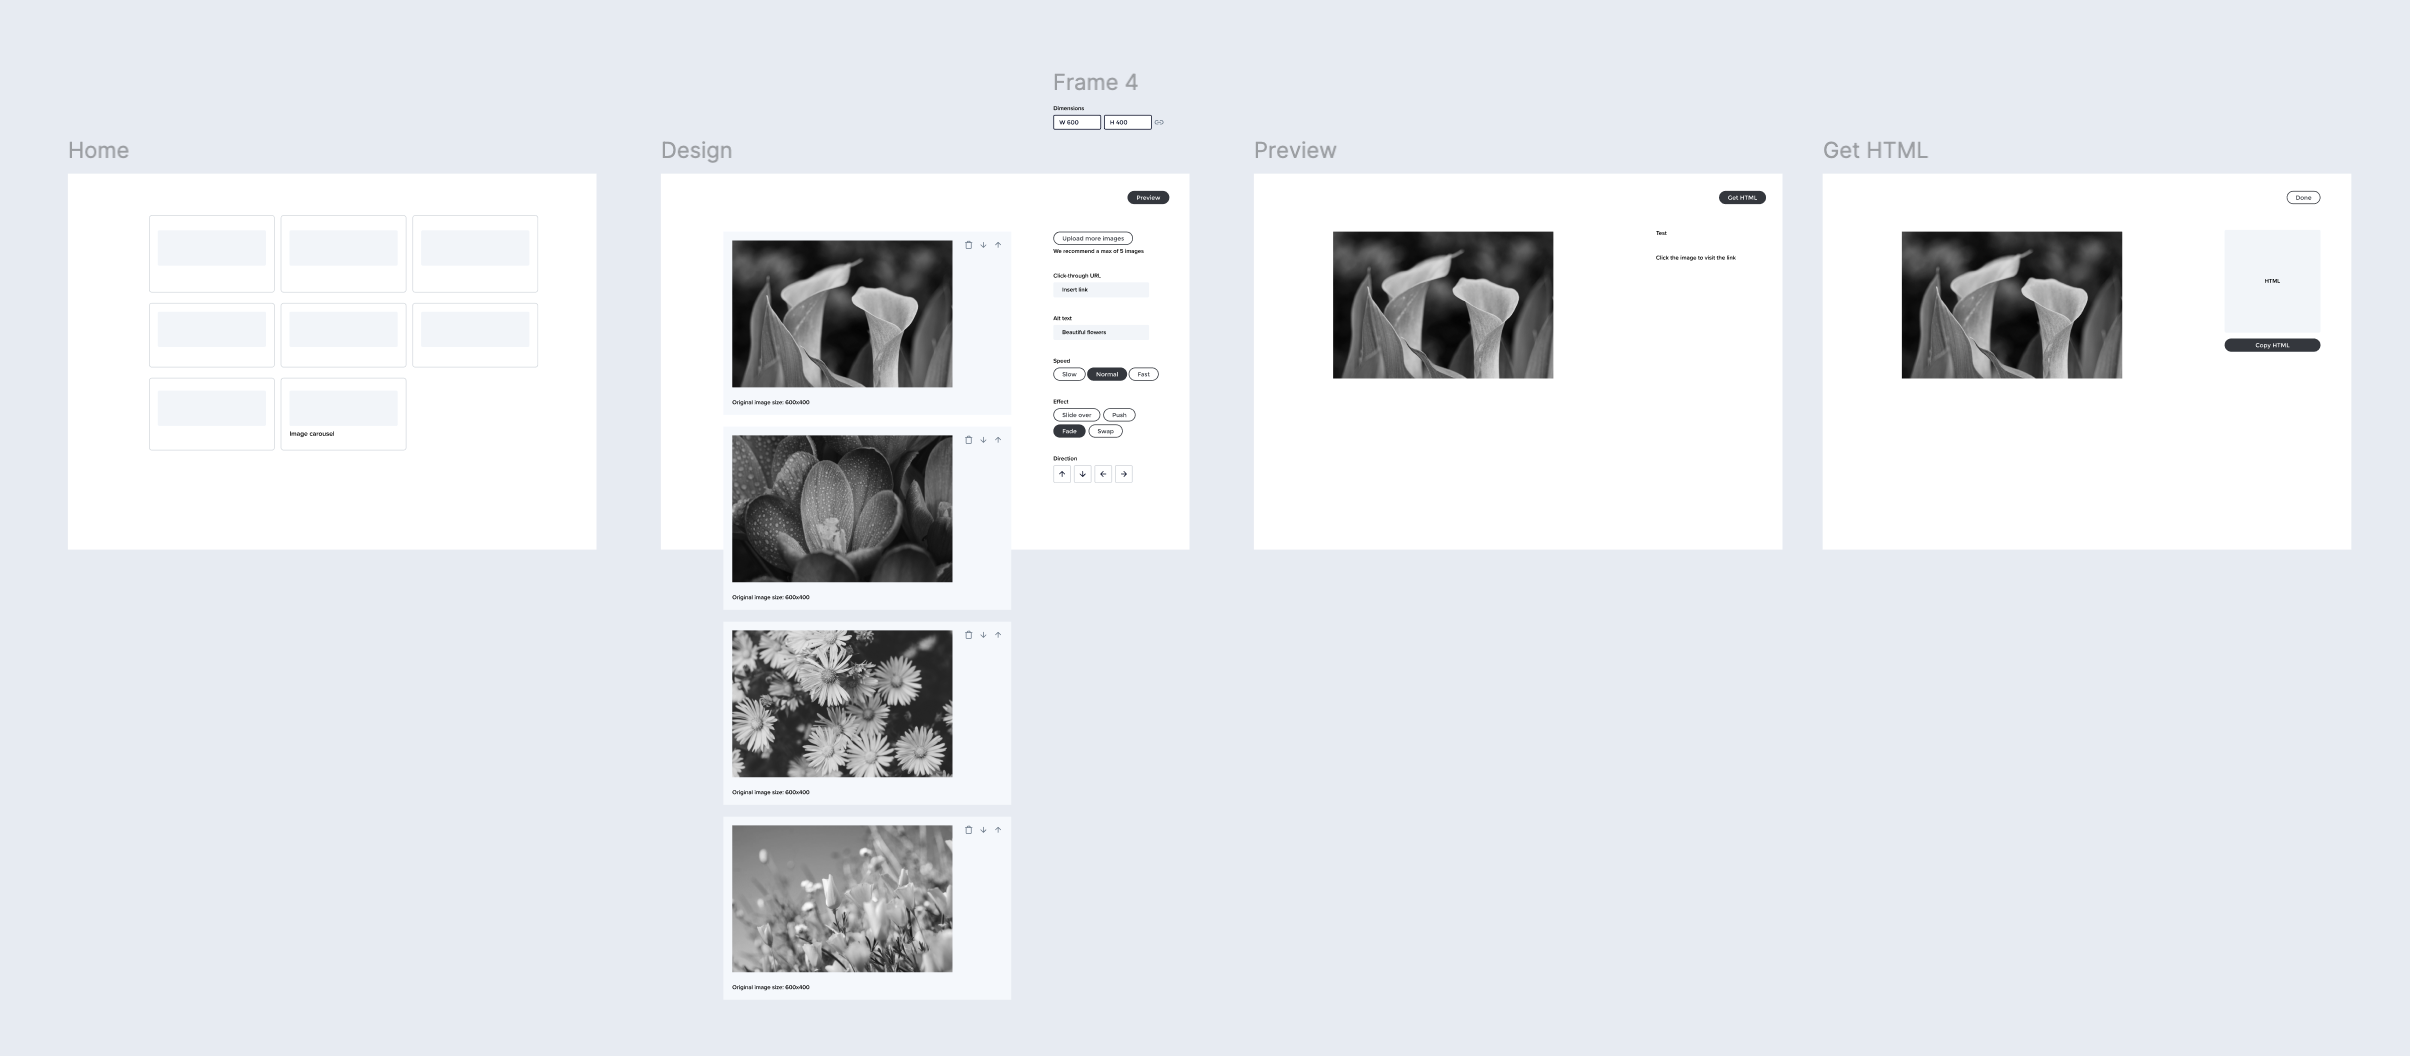 Frame 4
Dimensions
W 600
H 400
Home
Image carousel
Design
Preview
Original image size: 600x400
Original image size: 600x400
Original image size: 600x400
Original image size: 600x400
Upload more images
We recommend a max of 5 images
Click-through URL
Insert link
Alt text
Beautiful flowers
Speed
Slow Normal Fast
Effect
Slide over Push
Fade Swap
Direction
Preview
Get HTML
Test
Click the image to visit the link
Get HTML
Done
HTML
Copy HTML